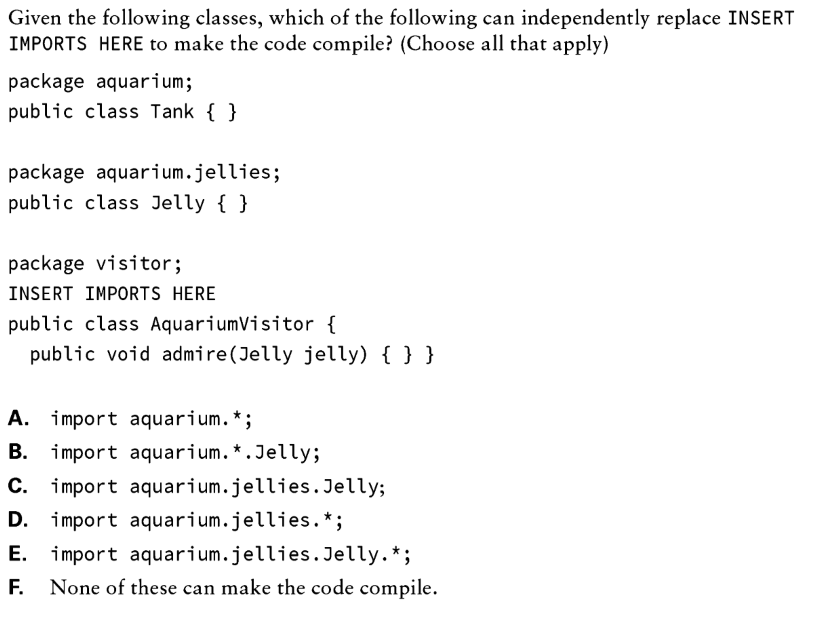 Given the following classes, which of the following can independently replace INSERT
IMPORTS HERE to make the code compile? (Choose all that apply)
package aquarium;
public class Tank { }
package aquarium.jellies;
public class Jelly { }
package visitor;
INSERT IMPORTS HERE
public class AquariumVisitor {
public void admire(Jelly jelly) { } }
A. import aquarium.*;
B. import aquarium.*.Jelly;
C. import aquarium.jellies.Jelly;
D. import aquarium.jellies.*;
E. import aquarium.jellies.Jelly.*;
F. None of these can make the code compile.